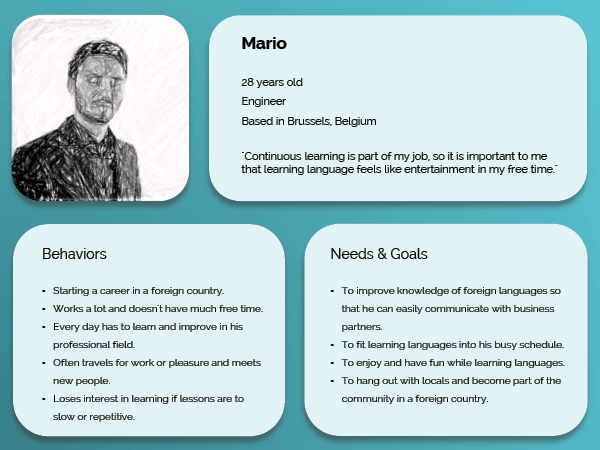 Mario
28 years old
Engineer
Based in Brussels, Belgium
"Continuous learning is part of my job, so it is important to me
that learning language feels like entertainment in my free time."
Behaviors
• Starting a career in a foreign country.
• Works a lot and doesn't have much free time.
• Every day has to learn and improve in his
professional field.
• Often travels for work or pleasure and meets
new people.
• Loses interest in learning if lessons are to
slow or repetitive.
Needs & Goals
• To improve knowledge of foreign languages so
that he can easily communicate with business
partners.
• To fit learning languages into his busy schedule.
• To enjoy and have fun while learning languages.
• To hang out with locals and become part of the
community in a foreign country.